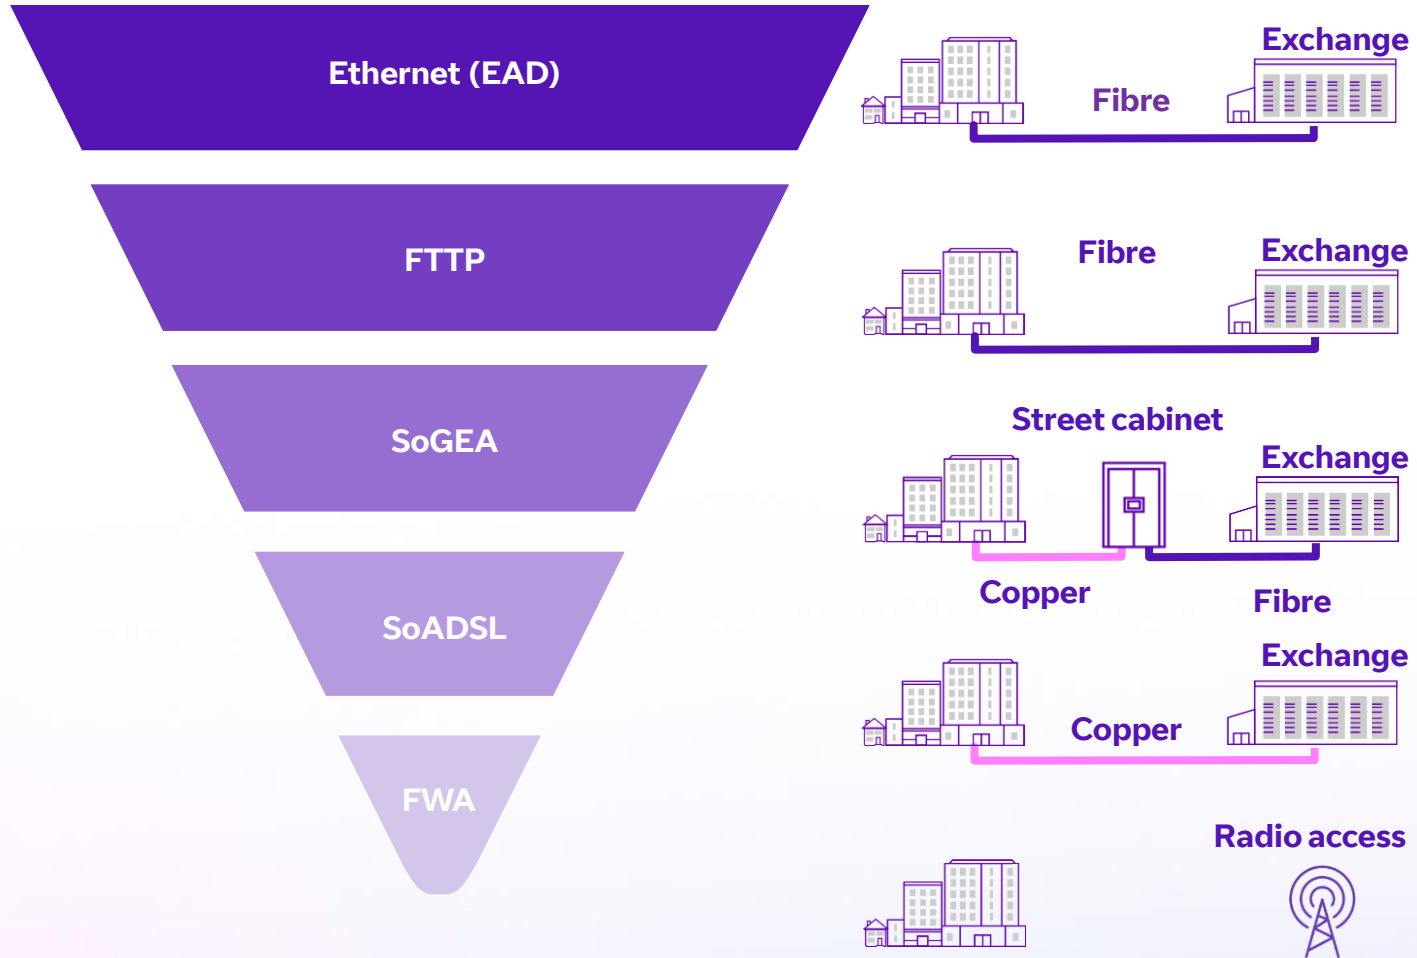 Ethernet (EAD)
Fibre
Exchange
FTTP
Fibre
Exchange
SoGEA
Street cabinet
Exchange
Copper
Fibre
SoADSL
Exchange
Copper
FWA
Radio access